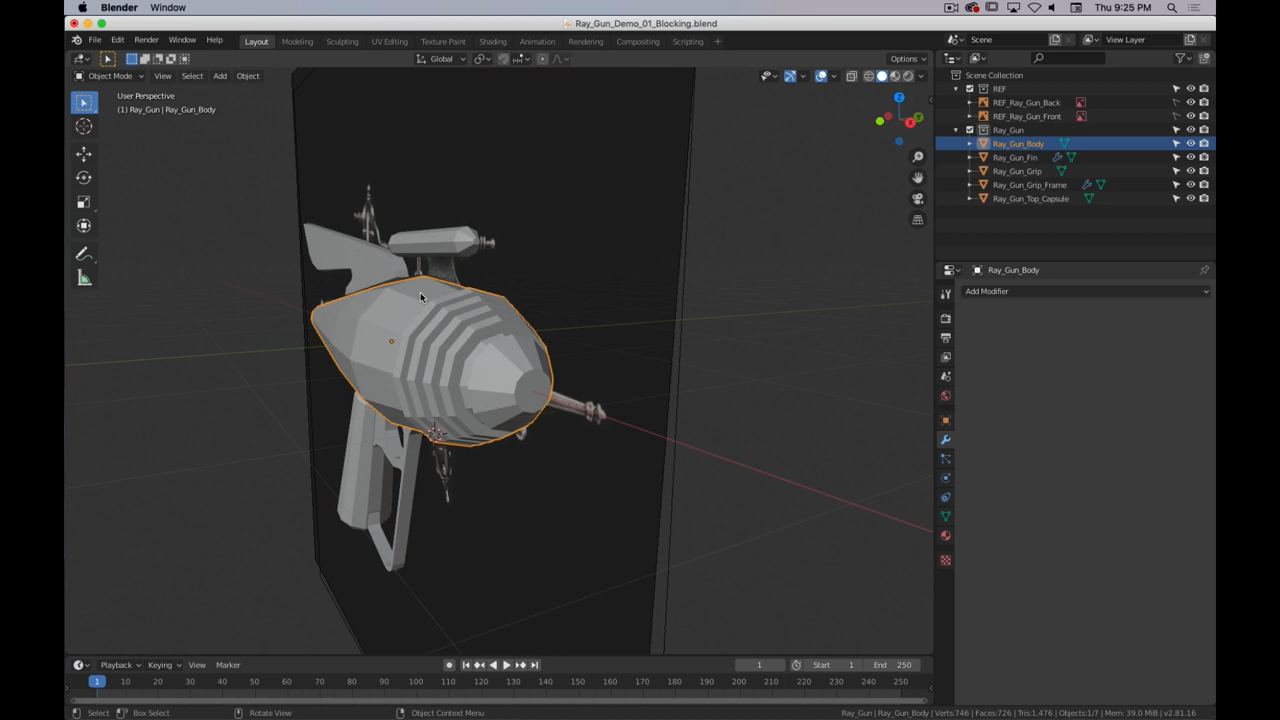 Blender Window Thu 9:25 PM
Ray_Gun_Demo_01_Blocking.blend
File Edit Render Window Help Layout Modeling Sculpting UV Editing Texture Paint Shading Animation Rendering Compositing Scripting + Scene View Layer
Global Options
Object Mode View Select Add Object
User Perspective
(1) Ray_Gun | Ray_Gun_Body
Z
Y
X
Scene Collection
REF
REF_Ray_Gun_Back
REF_Ray_Gun_Front
Ray_Gun
Ray_Gun_Body
Ray_Gun_Fin
Ray_Gun_Grip
Ray_Gun_Grip_Frame
Ray_Gun_Top_Capsule
Ray_Gun_Body
Add Modifier
Playback Keying View Marker 1 Start 1 End 250
1 10 20 30 40 50 60 70 80 90 100 110 120 130 140 150 160 170 180 190 200 210 220 230 240 250
Select Box Select Rotate View Object Context Menu Ray_Gun | Ray_Gun_Body | Verts:746 | Faces:726 | Tris:1,476 | Objects:1/7 | Mem: 39.0 MiB | v2.81.16